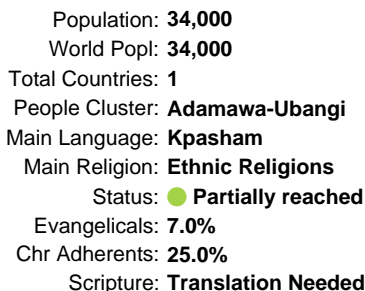 Population: 34,000
World Popl: 34,000
Total Countries: 1
People Cluster: Adamawa-Ubangi
Main Language: Kpasham
Main Religion: Ethnic Religions
Status: Partially reached
Evangelicals: 7.0%
Chr Adherents: 25.0%
Scripture: Translation Needed